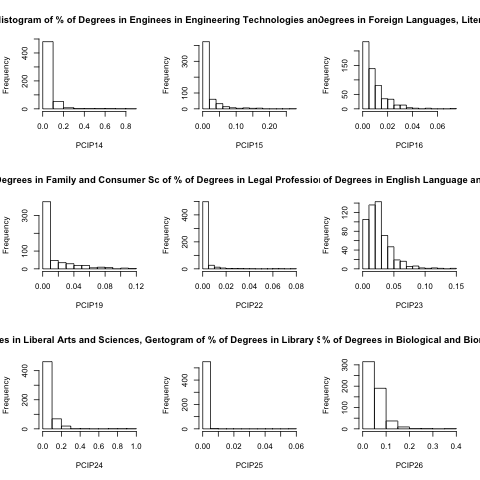 istogram of % of Degrees in Engine
Frequency
0 200 400
0.0 0.2 0.4 0.6 0.8
PCIP14
es in Engineering Technologies an
Frequency
0 100 300
0.00 0.10 0.20
PCIP15
Degrees in Foreign Languages, Liter
Frequency
0 50 150
0.00 0.02 0.04 0.06
PCIP16
Degrees in Family and Consumer Sc
Frequency
0 100 300
0.00 0.04 0.08 0.12
PCIP19
of % of Degrees in Legal Profession
Frequency
0 200 400
0.00 0.02 0.04 0.06 0.08
PCIP22
of Degrees in English Language an
Frequency
0 40 80 120
0.00 0.05 0.10 0.15
PCIP23
es in Liberal Arts and Sciences, Ge
Frequency
0 200 400
0.0 0.2 0.4 0.6 0.8 1.0
PCIP24
togram of % of Degrees in Library S
Frequency
0 200 400
0.00 0.02 0.04 0.06
PCIP25
% of Degrees in Biological and Bio
Frequency
0 100 200 300
0.0 0.1 0.2 0.3 0.4
PCIP26